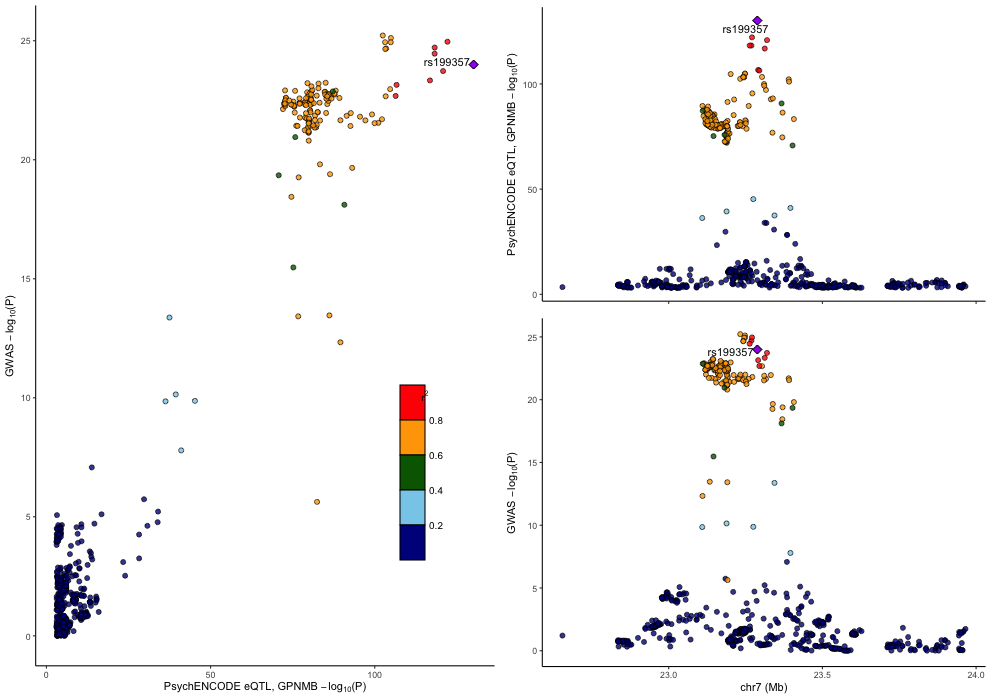 25
20
15
10
5
0
GWAS −log10(P)
rs199357
r2
0.8
0.6
0.4
0.2
0
50
100
PsychENCODE eQTL, GPNMB −log10(P)
100
50
0
PsychENCODE eQTL, GPNMB −log10(P)
rs199357
25
20
15
10
5
0
GWAS −log10(P)
rs199357
23.0
23.5
24.0
chr7 (Mb)